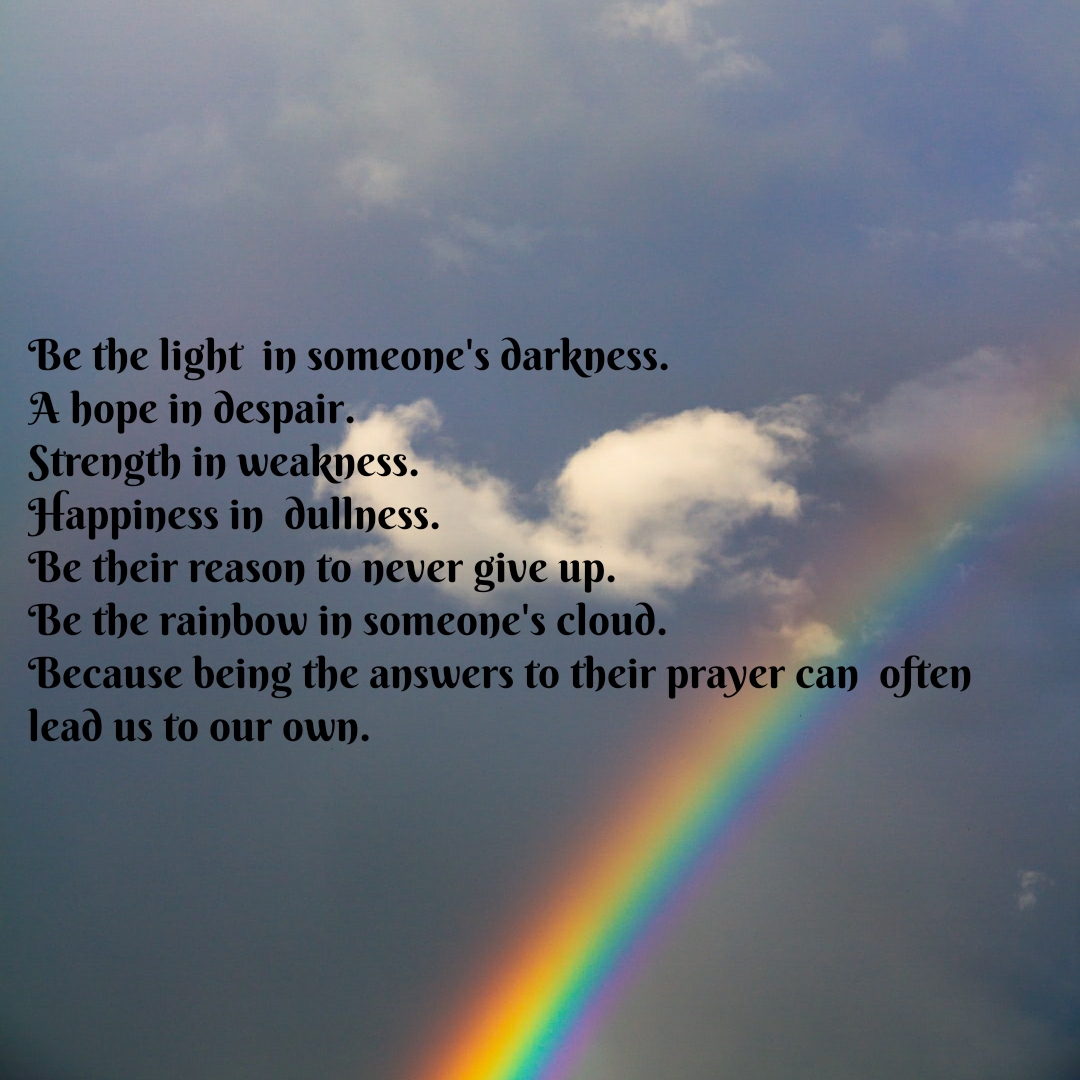 Be the light  in someone's darkness.
A hope in despair.
Strength in weakness.
Happiness in  dullness.
Be their reason to never give up.
Be the rainbow in someone's cloud.
Because being the answers to their prayer can  often
lead us to our own.